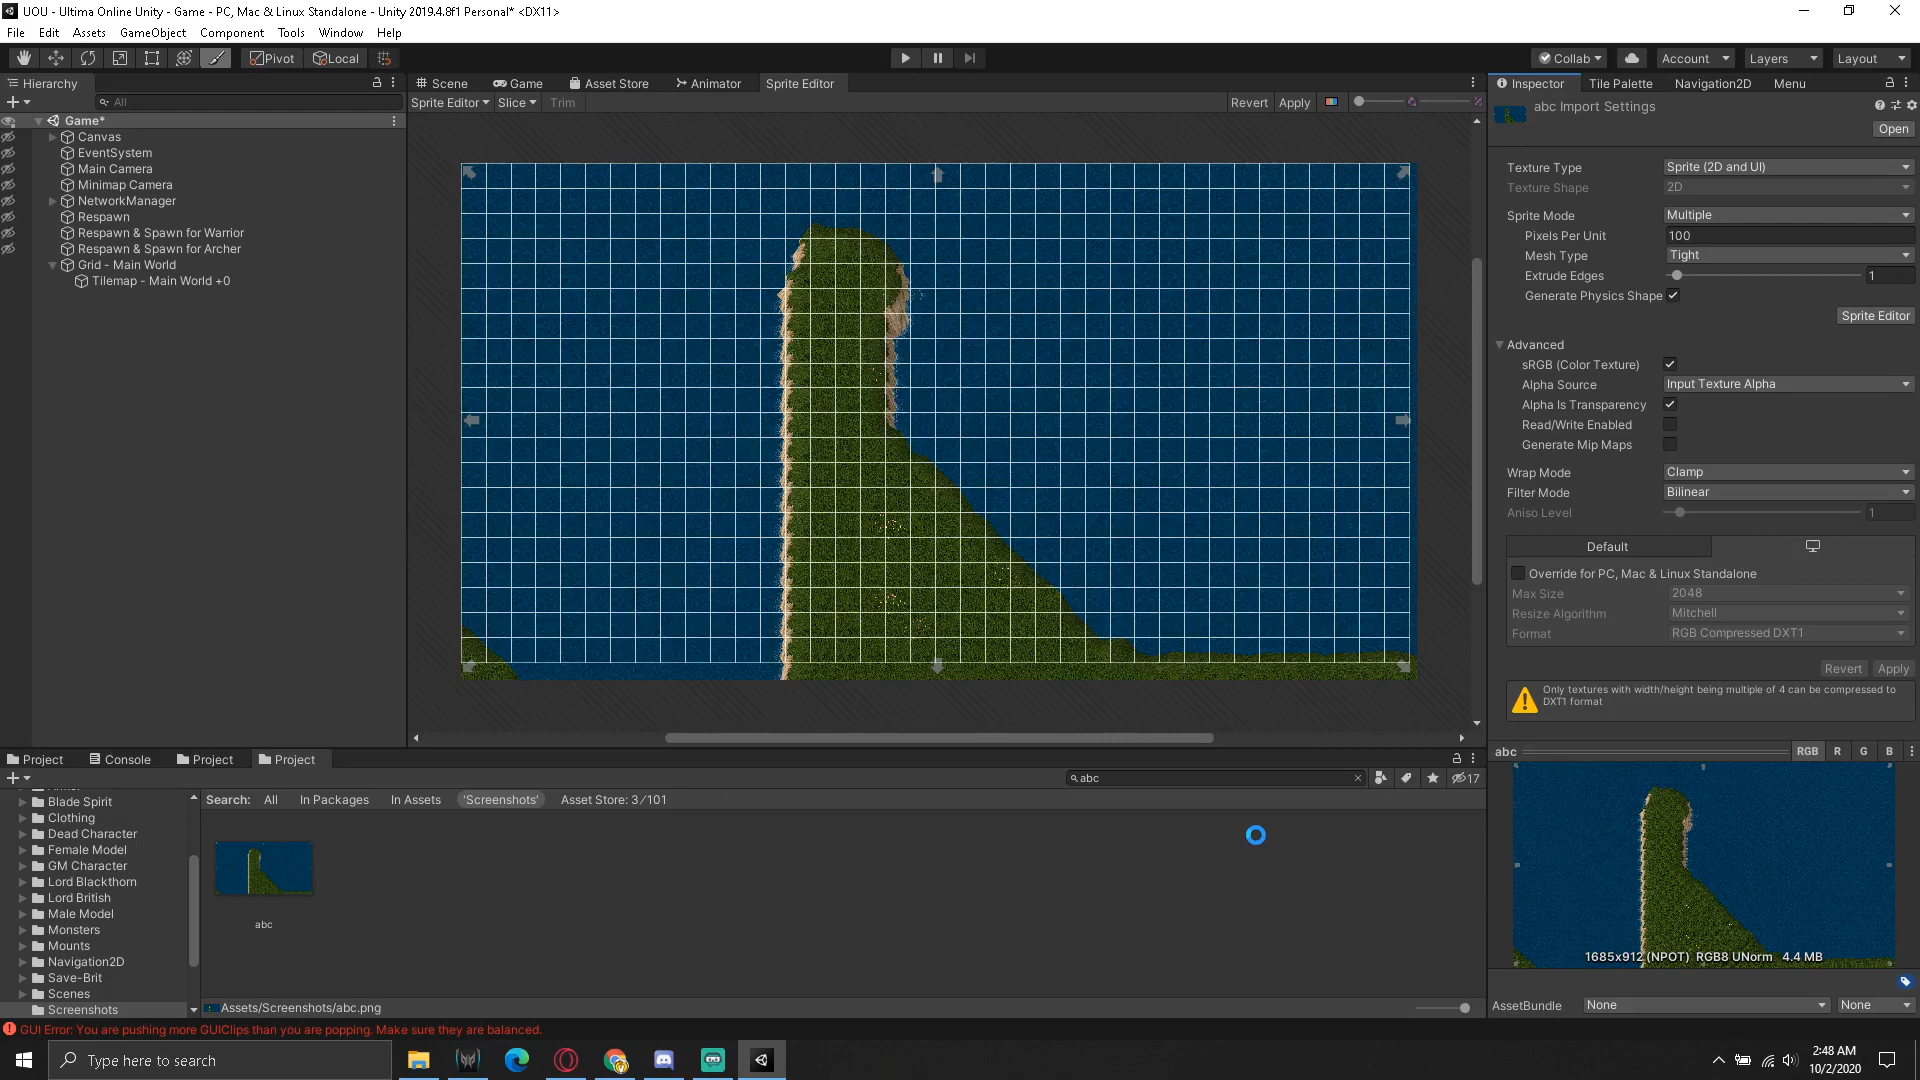 UOU - Ultima Online Unity - Game - PC, Mac & Linux Standalone - Unity 2019.4.8f1 Personal* <DX11>
File Edit Assets GameObject Component Tools Window Help
Pivot Local Collab Account Layers Layout
Hierarchy
All
Game*
Canvas
EventSystem
Main Camera
Minimap Camera
NetworkManager
Respawn
Respawn & Spawn for Warrior
Respawn & Spawn for Archer
Grid - Main World
Tilemap - Main World +0
Scene Game Asset Store Animator Sprite Editor
Sprite Editor Slice Trim Revert Apply
Inspector Tile Palette Navigation2D Menu
abc Import Settings
Open
Texture Type Sprite (2D and UI)
Texture Shape 2D
Sprite Mode Multiple
Pixels Per Unit 100
Mesh Type Tight
Extrude Edges 1
Generate Physics Shape
Sprite Editor
Advanced
sRGB (Color Texture)
Alpha Source Input Texture Alpha
Alpha Is Transparency
Read/Write Enabled
Generate Mip Maps
Wrap Mode Clamp
Filter Mode Bilinear
Aniso Level 1
Default
Override for PC, Mac & Linux Standalone
Max Size 2048
Resize Algorithm Mitchell
Format RGB Compressed DXT1
Revert Apply
Only textures with width/height being multiple of 4 can be compressed to
DXT1 format
abc RGB R G B
1685x912 (NPOT) RGB8 UNorm 4.4 MB
AssetBundle None None
Project Console Project Project
abc 17
Blade Spirit
Clothing
Dead Character
Female Model
GM Character
Lord Blackthorn
Lord British
Male Model
Monsters
Mounts
Navigation2D
Save-Brit
Scenes
Screenshots
Search: All In Packages In Assets 'Screenshots' Asset Store: 3/101
abc
Assets/Screenshots/abc.png
GUI Error: You are pushing more GUIClips than you are popping. Make sure they are balanced.
Type here to search
2:48 AM
10/2/2020